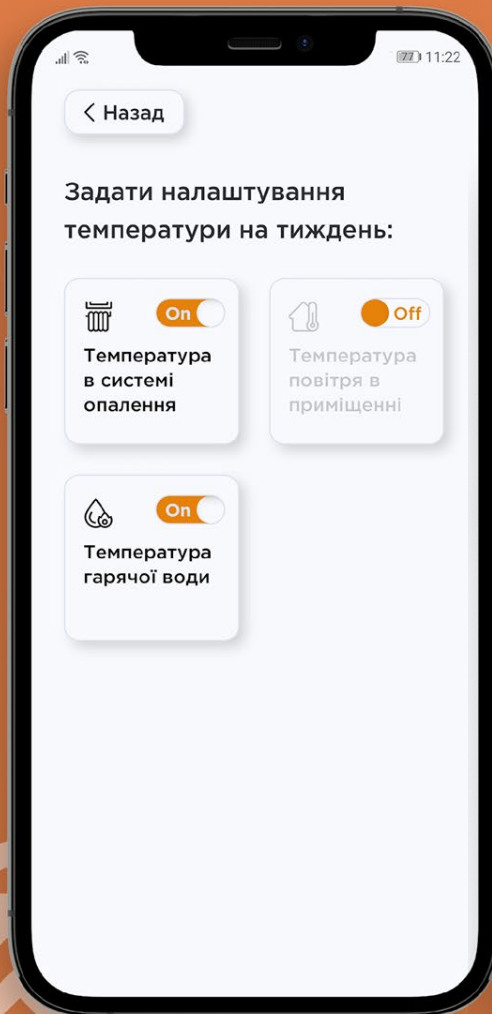 77 11:22
Назад
Задати налаштування
температури на тиждень:
On
Температура
в системі
опалення
Off
Температура
повітря в
приміщенні
On
Температура
гарячої води